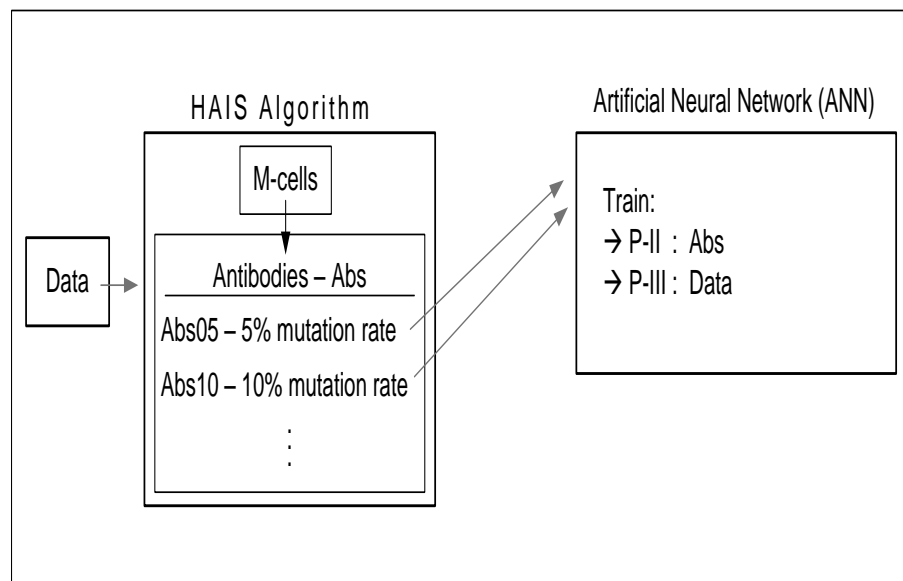 HAIS Algorithm
Artificial Neural Network (ANN)
M-cells
Data
Antibodies – Abs
Abs05 – 5% mutation rate
Abs10 – 10% mutation rate
.
.
.
Train:
→ P-II : Abs
→ P-III : Data